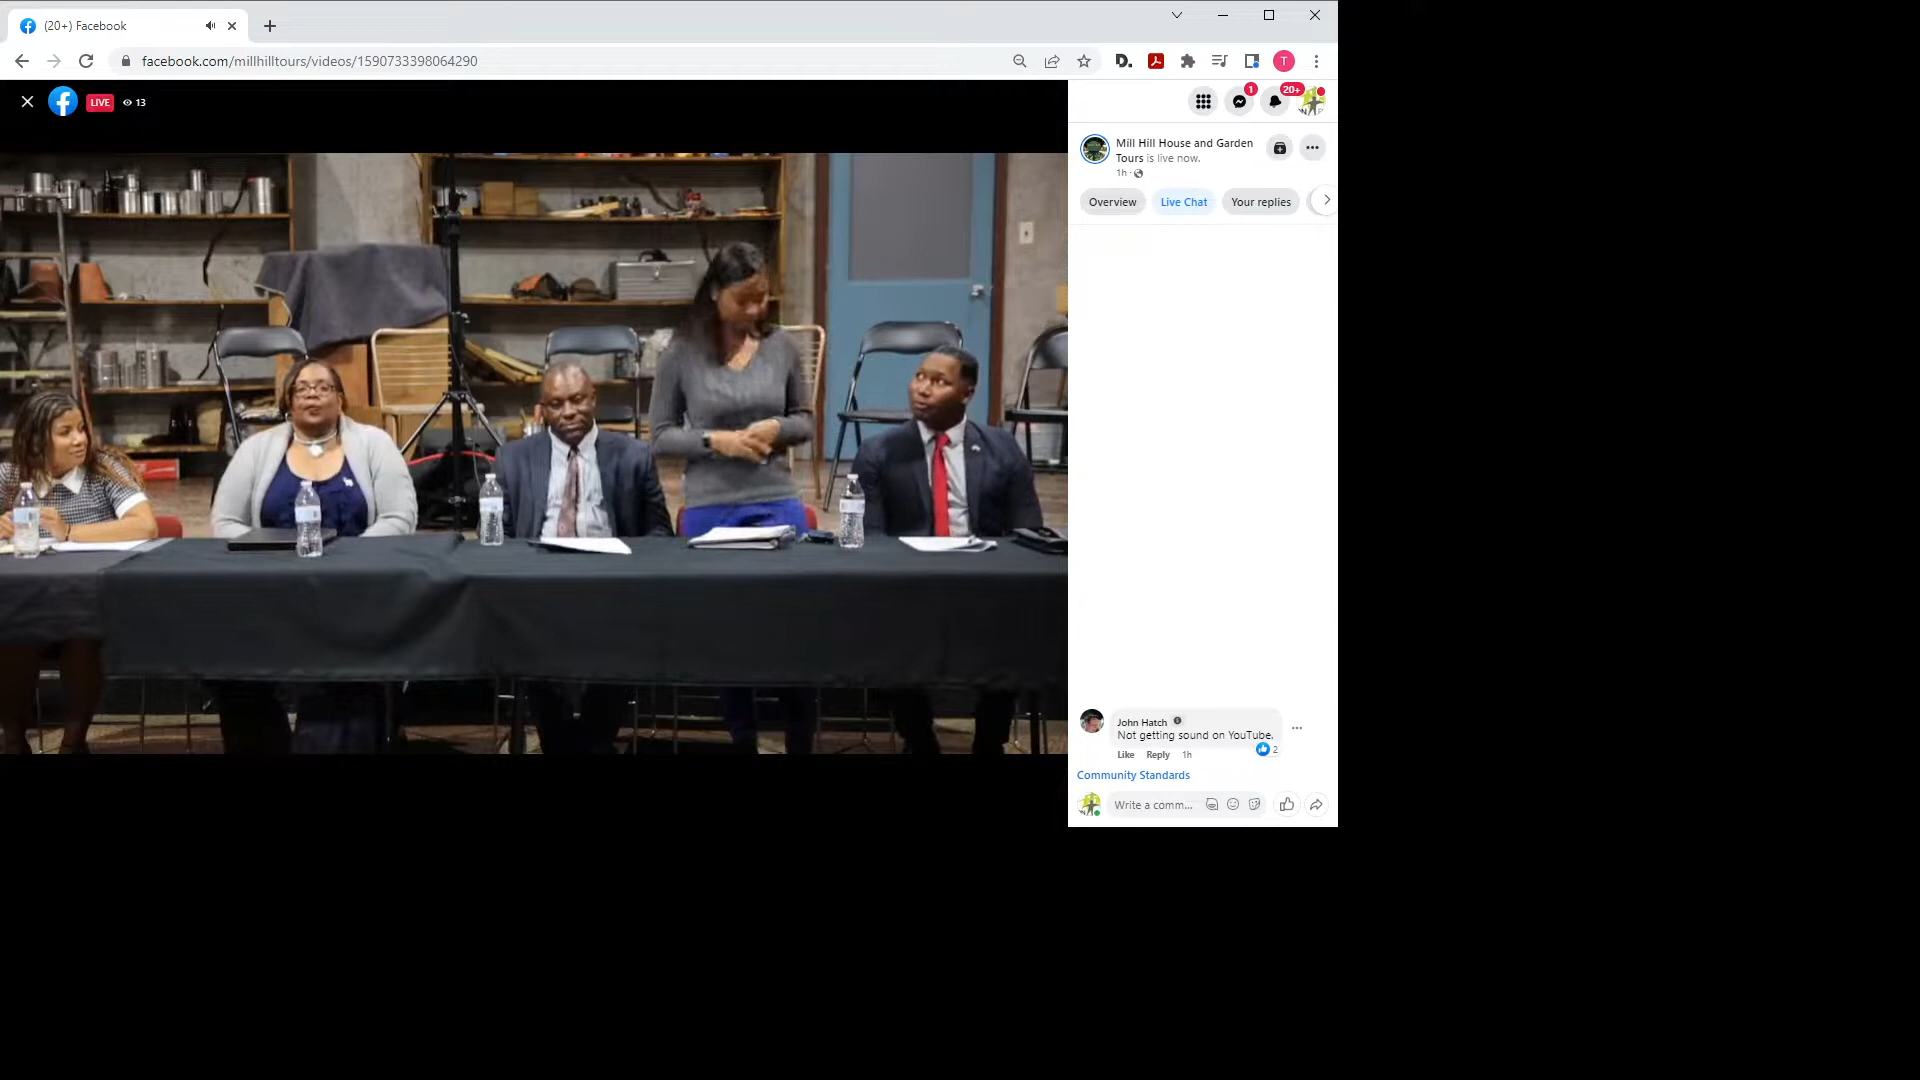 (20+) Facebook
facebook.com/millhilltours/videos/1590733398064290
D.
T
LIVE
13
1
20+
Mill Hill House and Garden
Tours is live now.
1h ·
Overview
Live Chat
Your replies
John Hatch
Not getting sound on YouTube.
Like Reply 1h
2
Community Standards
Write a comm...